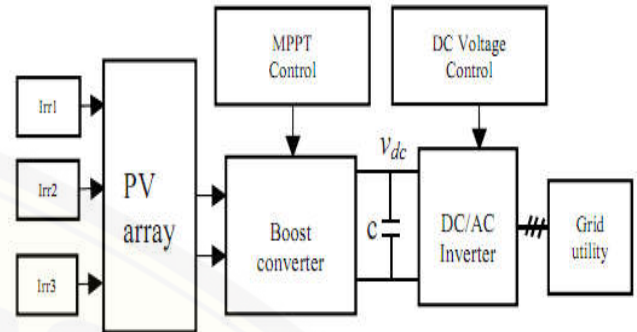 MPPT
Control
DC Voltage
Control
Irr1
Irr2
Irr3
PV
array
Boost
converter
v_dc
c
DC/AC
Inverter
Grid
utility